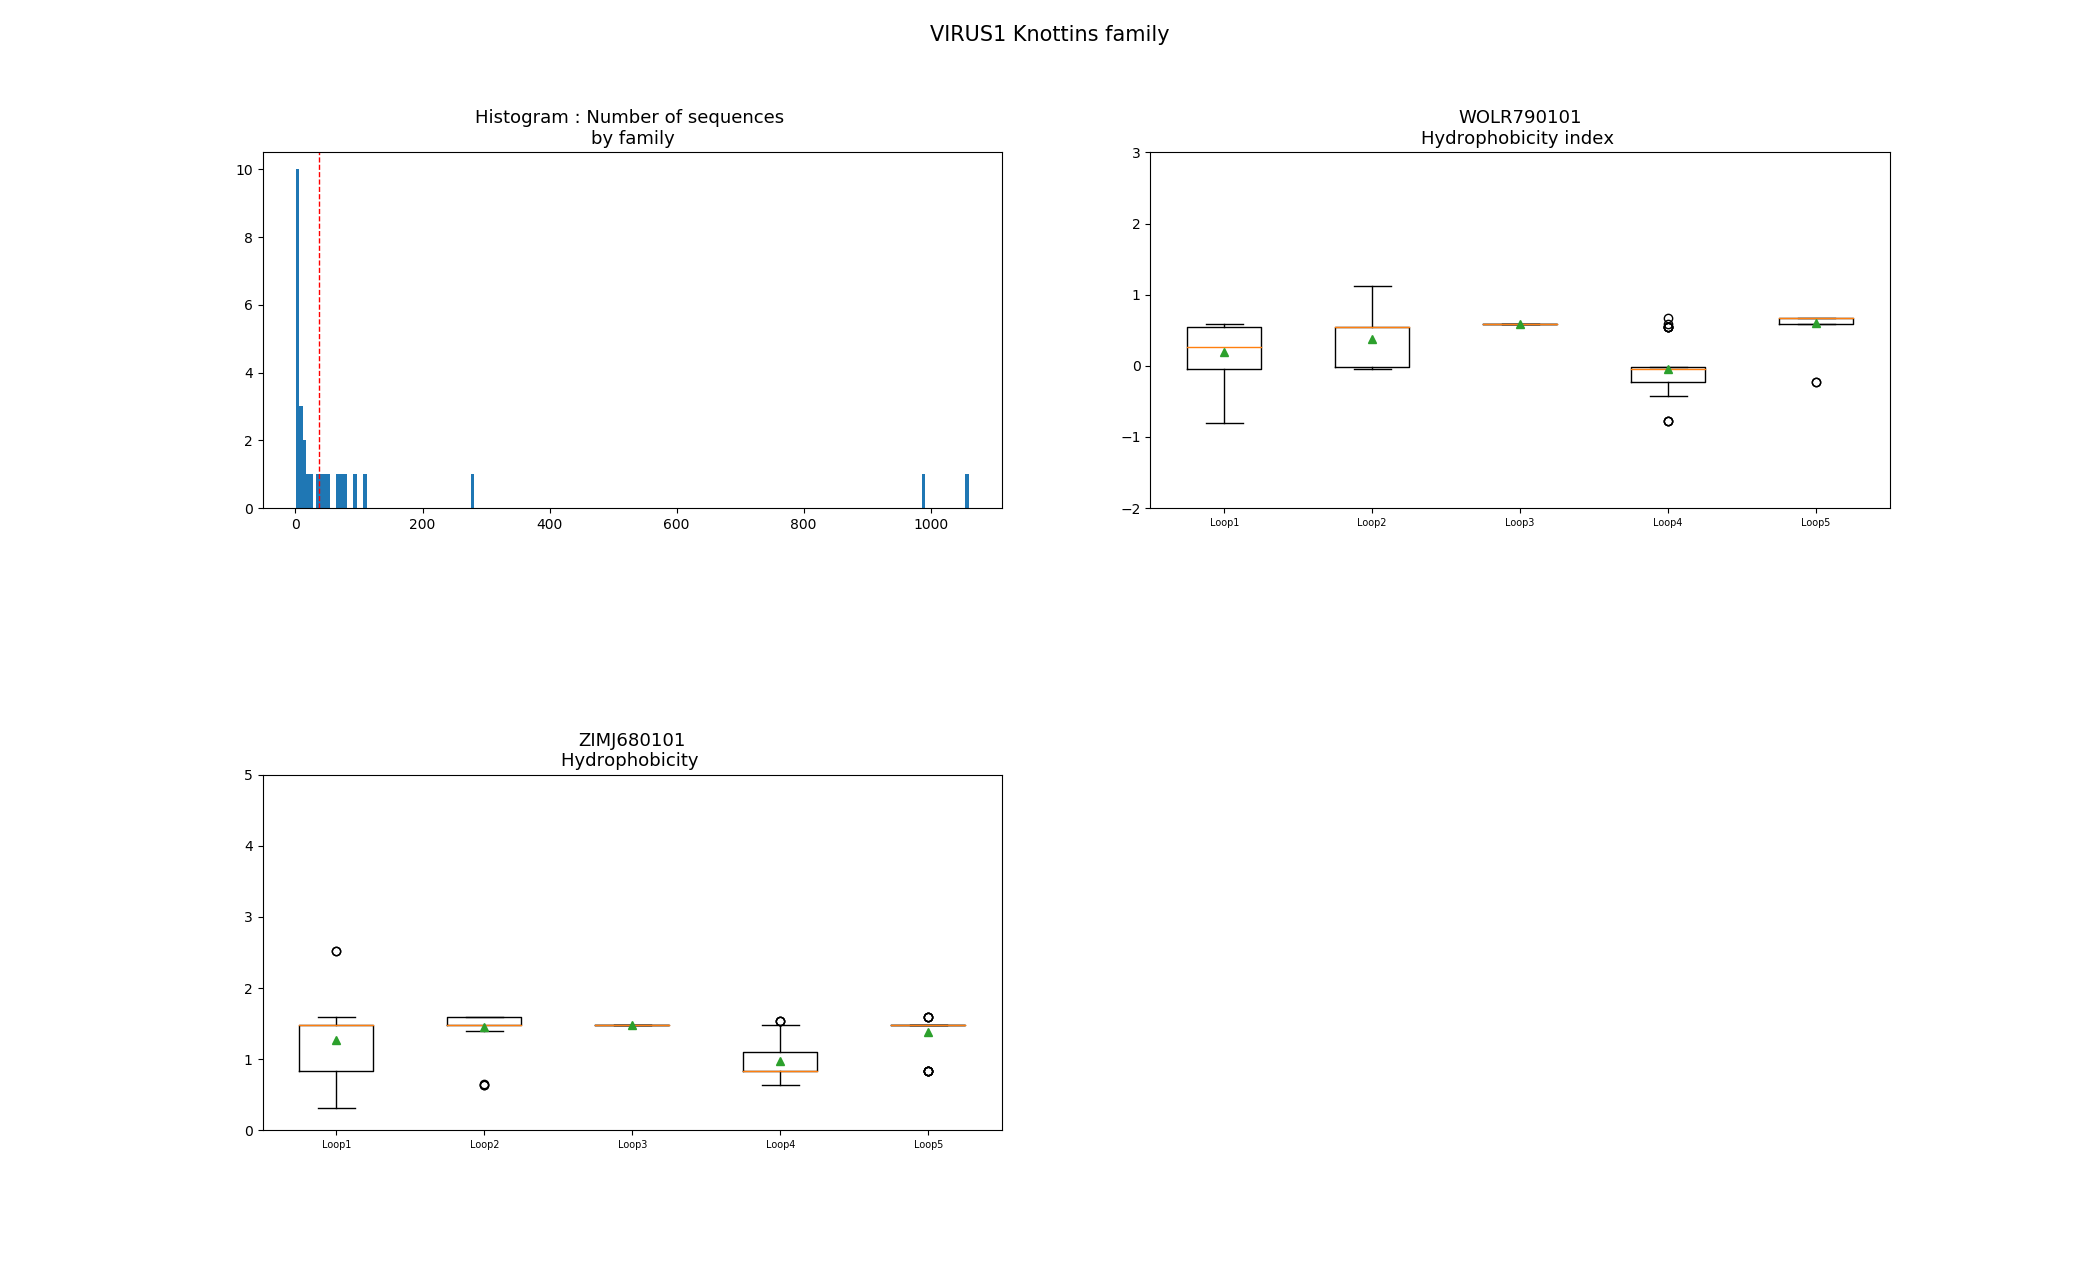 VIRUS1 Knottins family
Histogram : Number of sequences
by family
10
8
6
4
2
0
0 200 400 600 800 1000
WOLR790101
Hydrophobicity index
3
2
1
0
−1
−2
Loop1 Loop2 Loop3 Loop4 Loop5
ZIMJ680101
Hydrophobicity
5
4
3
2
1
0
Loop1 Loop2 Loop3 Loop4 Loop5